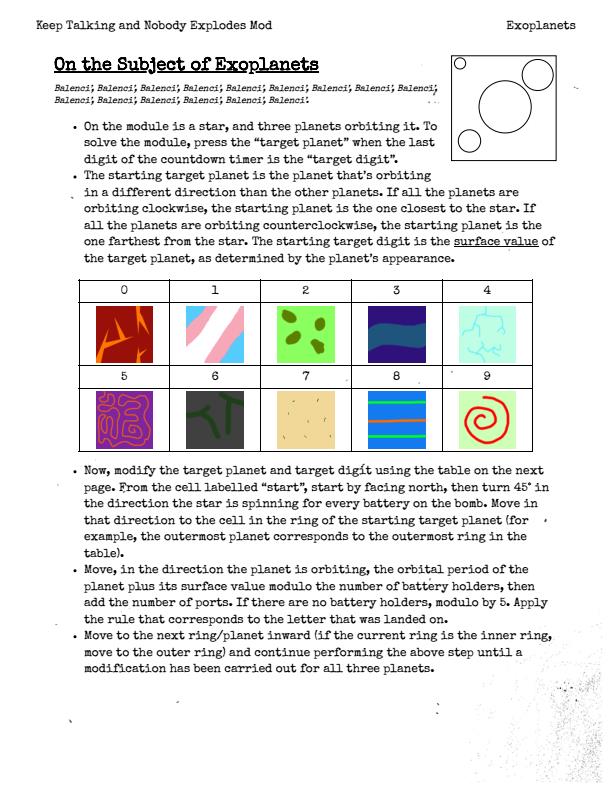 Keep Talking and Nobody Explodes Mod Exoplanets
On the Subject of Exoplanets
Balenci; Balenci; Balenci; Balenci; Balenci; Balenci; Balenci; Balenci; Balenci;
Balenci; Balenci; Balenci; Balenci; Balenci; Balenci.
• On the module is a star, and three planets orbiting it. To
solve the module, press the “target planet” when the last
digit of the countdown timer is the “target digit”.
• The starting target planet is the planet that's orbiting
in a different direction than the other planets. If all the planets are
orbiting clockwise, the starting planet is the one closest to the star. If
all the planets are orbiting counterclockwise, the starting planet is the
one farthest from the star. The starting target digit is the surface value of
the target planet, as determined by the planet's appearance.
0 1 2 3 4
5 6 7 8 9
• Now, modify the target planet and target digit using the table on the next
page. From the cell labelled “start”, start by facing north, then turn 45° in
the direction the star is spinning for every battery on the bomb. Move in
that direction to the cell in the ring of the starting target planet (for
example, the outermost planet corresponds to the outermost ring in the
table).
• Move, in the direction the planet is orbiting, the orbital period of the
planet plus its surface value modulo the number of battery holders, then
add the number of ports. If there are no battery holders, modulo by 5. Apply
the rule that corresponds to the letter that was landed on.
• Move to the next ring/planet inward (if the current ring is the inner ring,
move to the outer ring) and continue performing the above step until a
modification has been carried out for all three planets.